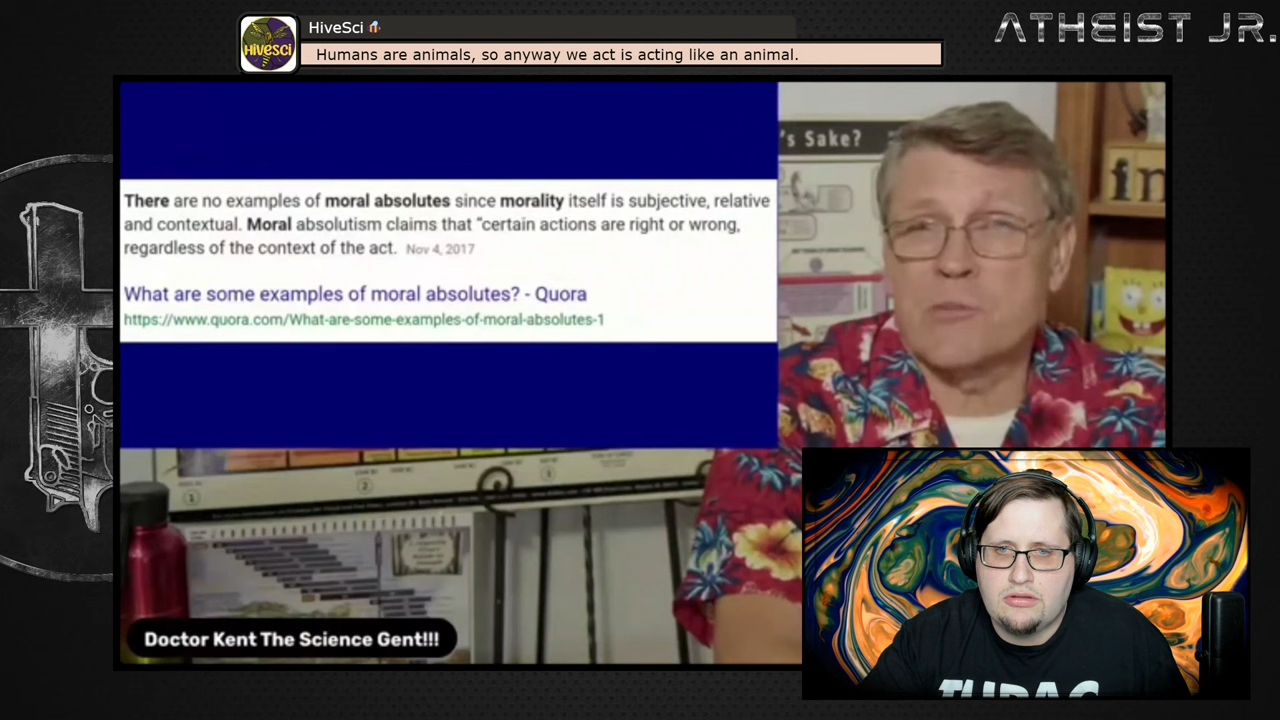 HiveSci
ATHEIST JR.
HIVESCI
Humans are animals, so anyway we act is acting like an animal.
's Sake?
There are no examples of moral absolutes since morality itself is subjective, relative
and contextual. Moral absolutism claims that “certain actions are right or wrong,
regardless of the context of the act. Nov 4, 2017
What are some examples of moral absolutes? - Quora
https://www.quora.com/What-are-some-examples-of-moral-absolutes-1
Doctor Kent The Science Gent!!!
TUPAC